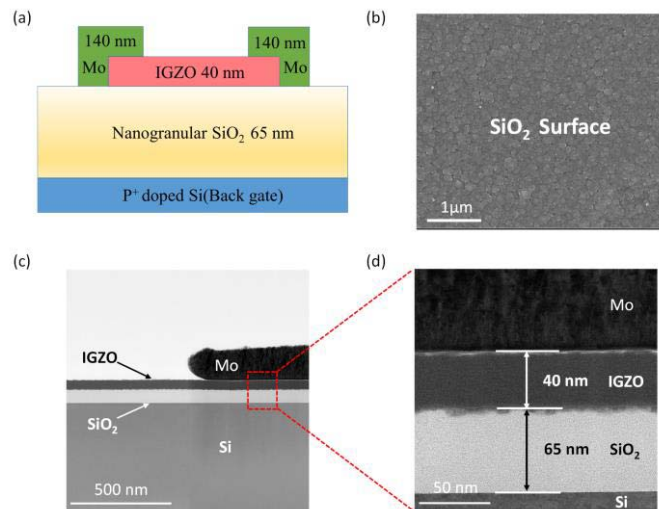 (a)
140 nm
Mo
IGZO 40 nm
140 nm
Mo
Nanogranular SiO₂ 65 nm
P⁺ doped Si(Back gate)
(b)
SiO₂ Surface
1μm
(c)
IGZO
Mo
SiO₂
Si
500 nm
(d)
Mo
40 nm
IGZO
65 nm
SiO₂
50 nm
Si